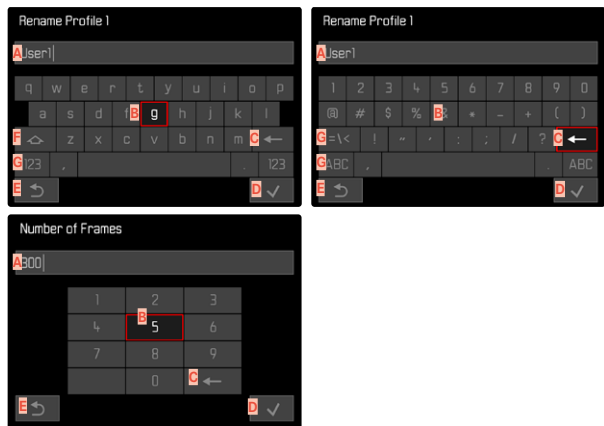 Rename Profile 1
A User1
q w e r t y u i o p
a s d f B g h j k l
F z x c v b n m C ←
G 123 , . 123
E D ✓
Rename Profile 1
A User1
1 2 3 4 5 6 7 8 9 0
@ # $ % B & * - + ( )
G =\< ! ~ ' : ; / ? C ←
G ABC , . ABC
E D ✓
Number of Frames
A 300
1 2 3
B
4 5 6
7 8 9
0 C ←
E D ✓